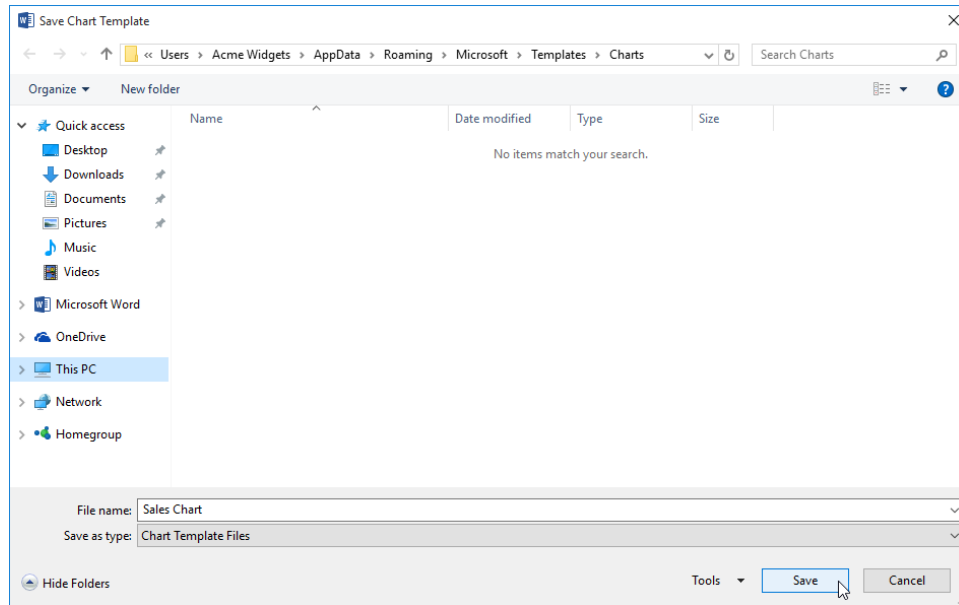 Save Chart Template
« Users > Acme Widgets > AppData > Roaming > Microsoft > Templates > Charts
Search Charts
Organize
New folder
?
Name
Date modified
Type
Size
No items match your search.
Quick access
Desktop
Downloads
Documents
Pictures
Music
Videos
Microsoft Word
OneDrive
This PC
Network
Homegroup
File name: Sales Chart
Save as type: Chart Template Files
Hide Folders
Tools
Save
Cancel